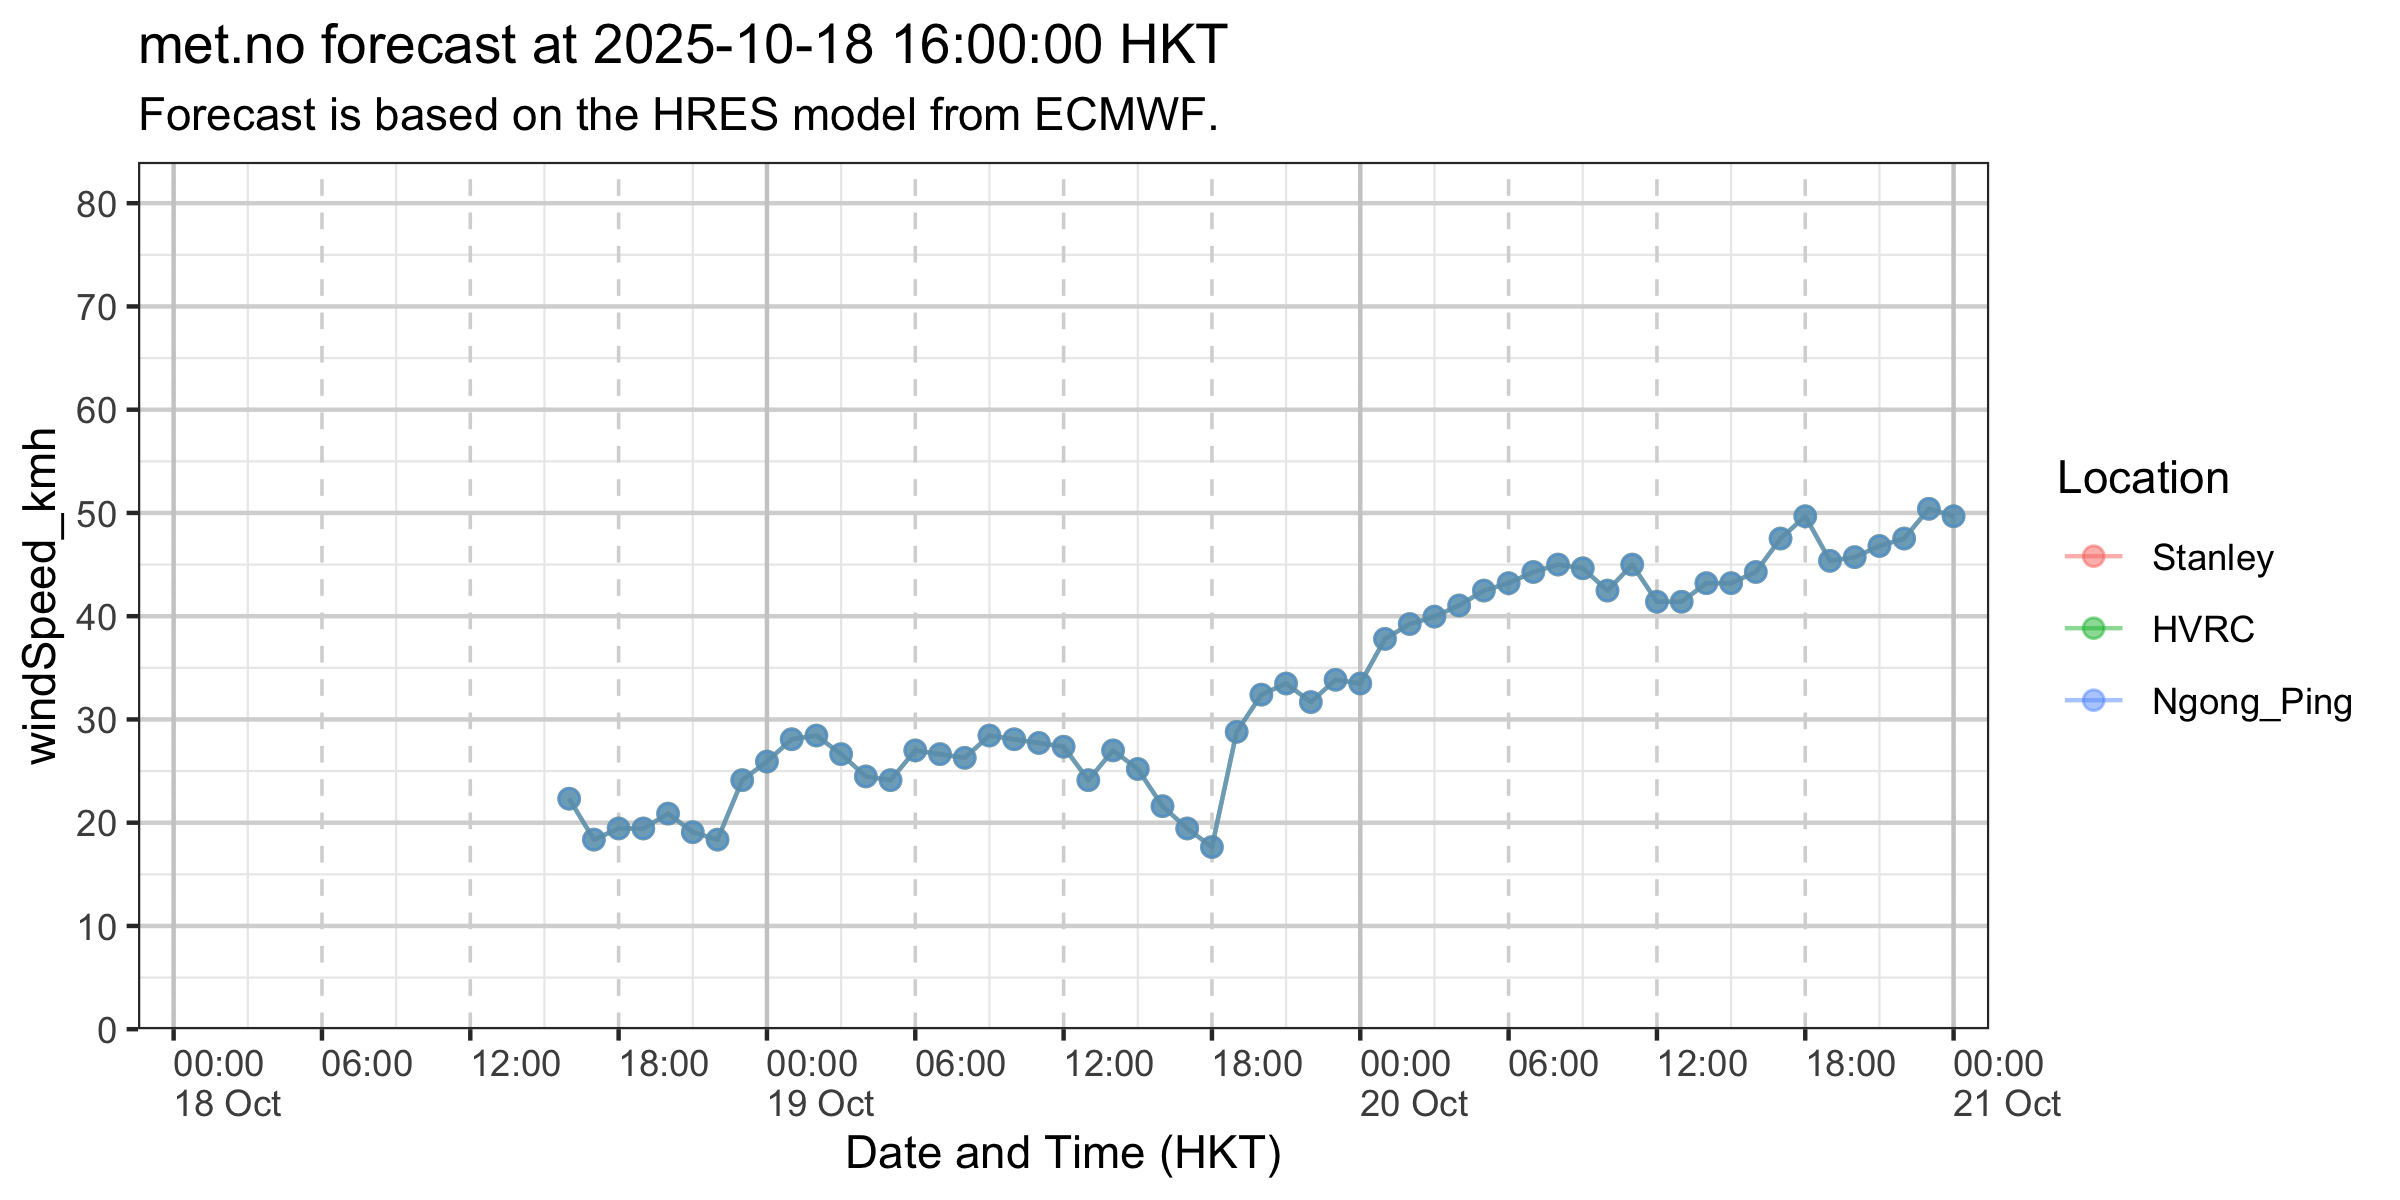 met.no forecast at 2025-10-18 16:00:00 HKT
Forecast is based on the HRES model from ECMWF.
windSpeed_kmh
80
70
60
50
40
30
20
10
0
00:00 06:00 12:00 18:00 00:00 06:00 12:00 18:00 00:00 06:00 12:00 18:00 00:00
18 Oct 19 Oct 20 Oct 21 Oct
Date and Time (HKT)
Location
Stanley
HVRC
Ngong_Ping